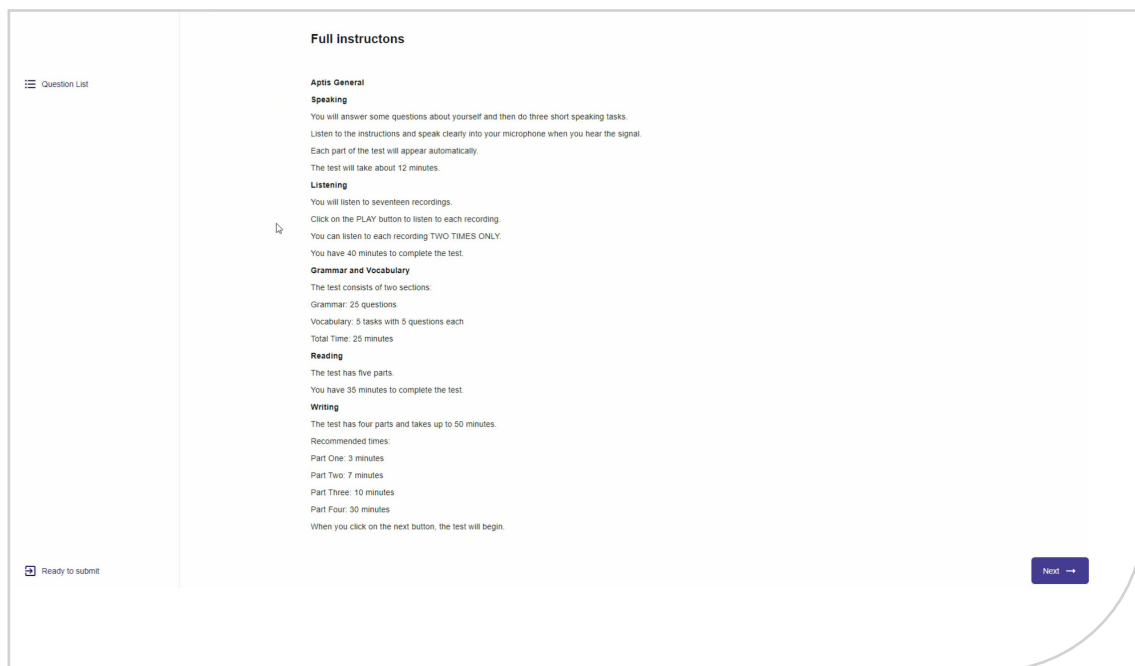 Full instructons
Question List
Aptis General
Speaking
You will answer some questions about yourself and then do three short speaking tasks.
Listen to the instructions and speak clearly into your microphone when you hear the signal.
Each part of the test will appear automatically.
The test will take about 12 minutes.
Listening
You will listen to seventeen recordings.
Click on the PLAY button to listen to each recording.
You can listen to each recording TWO TIMES ONLY.
You have 40 minutes to complete the test.
Grammar and Vocabulary
The test consists of two sections:
Grammar: 25 questions
Vocabulary: 5 tasks with 5 questions each
Total Time: 25 minutes
Reading
The test has five parts.
You have 35 minutes to complete the test.
Writing
The test has four parts and takes up to 50 minutes.
Recommended times:
Part One: 3 minutes
Part Two: 7 minutes
Part Three: 10 minutes
Part Four: 30 minutes
When you click on the next button, the test will begin.
Ready to submit
Next →